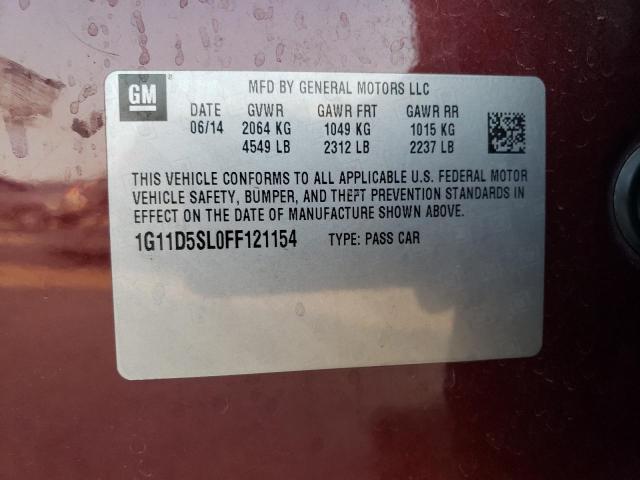 GM
MFD BY GENERAL MOTORS LLC
DATE GVWR GAWR FRT GAWR RR
06/14 2064 KG 1049 KG 1015 KG
4549 LB 2312 LB 2237 LB
THIS VEHICLE CONFORMS TO ALL APPLICABLE U.S. FEDERAL MOTOR
VEHICLE SAFETY, BUMPER, AND THEFT PREVENTION STANDARDS IN
EFFECT ON THE DATE OF MANUFACTURE SHOWN ABOVE.
1G11D5SL0FF121154 TYPE: PASS CAR